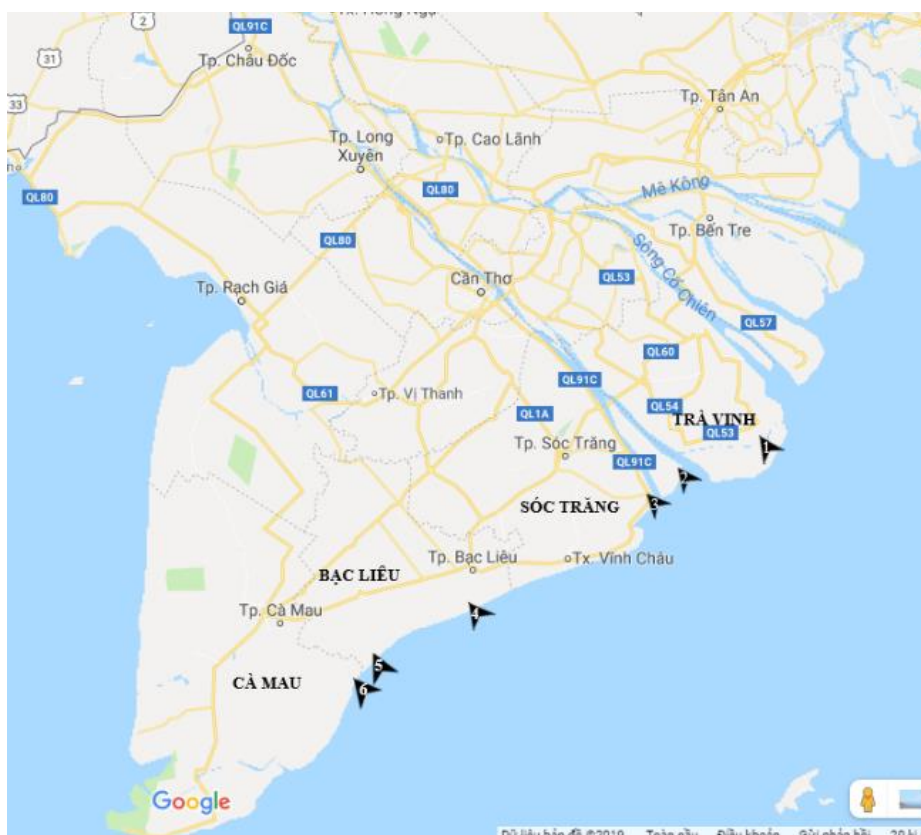 2
QL91C
31
Tp. Châu Đốc
Tp. Tân An
33
Tp. Long
Xuyên
Tp. Cao Lãnh
QL80
QL80
Mê Kông
Tp. Bến Tre
QL80
Sông Cổ Chiên
QL53
Cần Thơ
Tp. Rạch Giá
QL57
QL60
QL91C
QL61
Tp. Vị Thanh
QL54
QL1A
TRÀ VINH
QL53
Tp. Sóc Trăng
1
QL91C
2
3
SÓC TRĂNG
Tp. Bạc Liêu
Tx. Vĩnh Châu
BẠC LIÊU
Tp. Cà Mau
4
5
CÀ MAU
6
Google